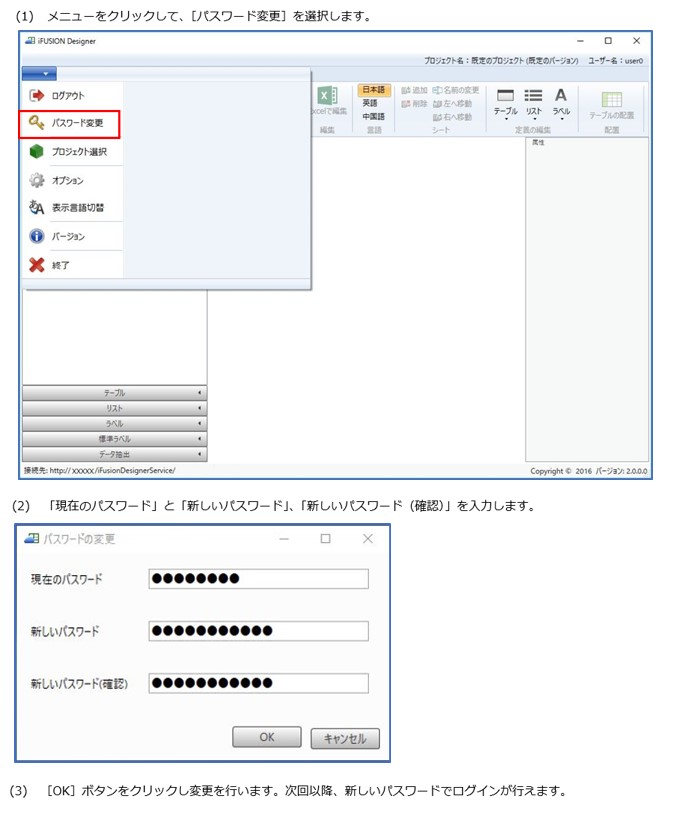 (1) メニューをクリックして、［パスワード変更］を選択します。
iFUSION Designer
プロジェクト名：既定のプロジェクト(既定のバージョン) ユーザー名：user0
ログアウト
パスワード変更
プロジェクト選択
オプション
表示言語切替
バージョン
終了
xcelで編集
編集
日本語
英語
中国語
言語
追加 名前の変更
削除 左へ移動
右へ移動
シート
テーブル リスト ラベル
定義の編集
テーブルの配置
配置
属性
テーブル
リスト
ラベル
標準ラベル
データ抽出
接続先: http:// xxxxx/iFusionDesignerService/
Copyright © 2016 バージョン: 2.0.0.0
(2) 「現在のパスワード」と「新しいパスワード」、「新しいパスワード（確認）」を入力します。
パスワードの変更
現在のパスワード
新しいパスワード
新しいパスワード(確認)
OK キャンセル
(3) ［OK］ボタンをクリックし変更を行います。次回以降、新しいパスワードでログインが行えます。